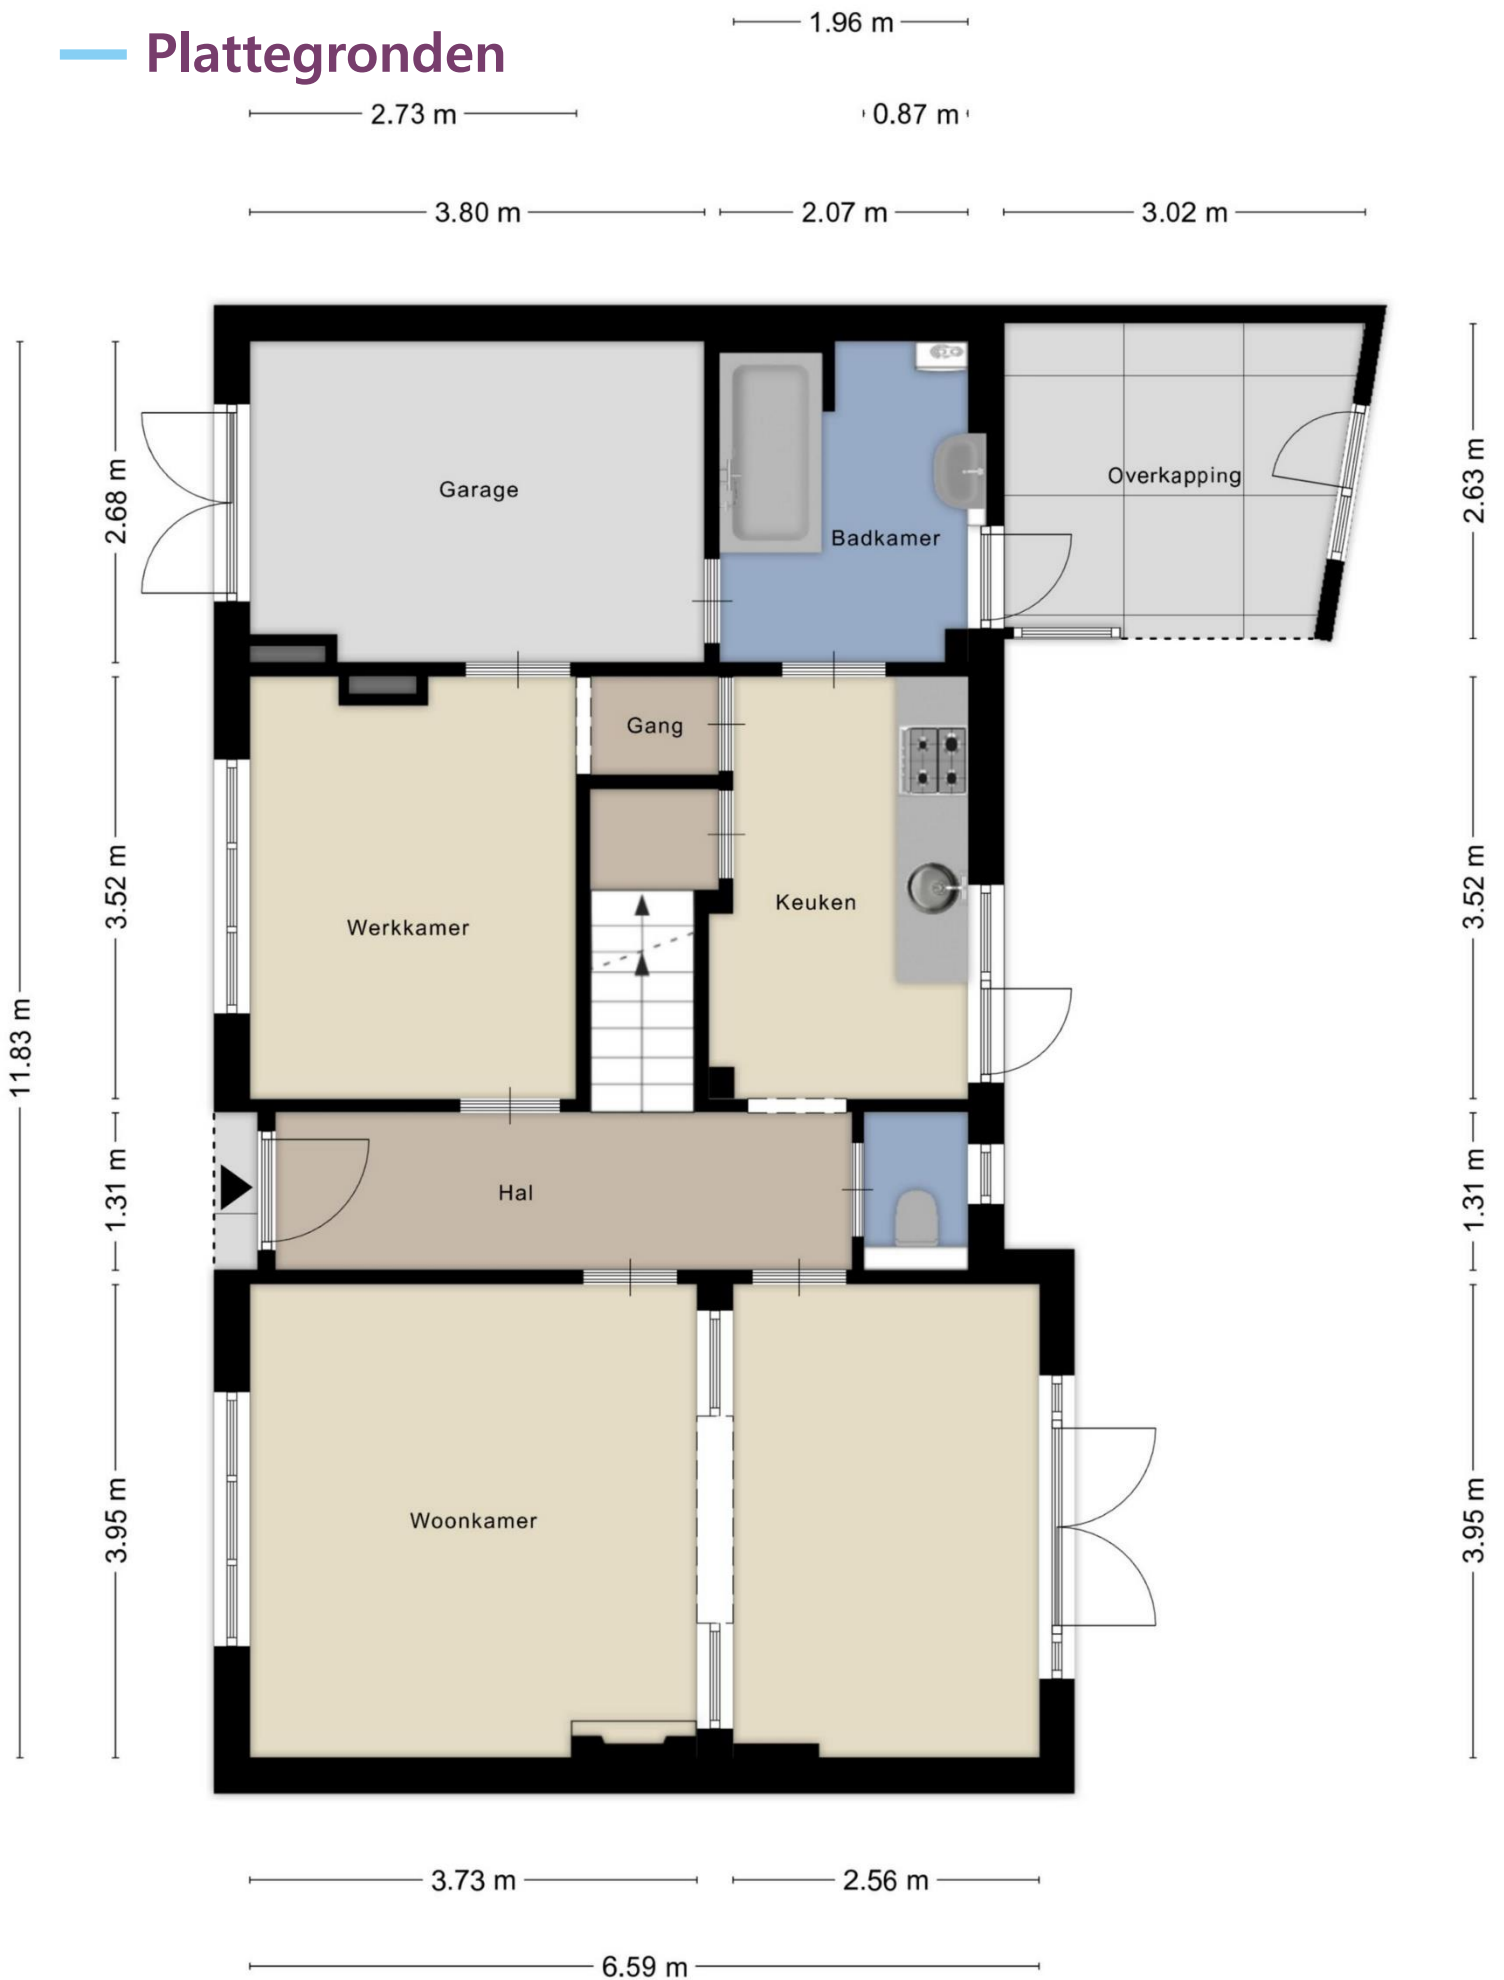 1.96 m
Plattegronden
2.73 m
0.87 m
3.80 m
2.07 m
3.02 m
2.68 m
2.63 m
Garage
Overkapping
Badkamer
Gang
3.52 m
3.52 m
Keuken
Werkkamer
11.83 m
1.31 m
1.31 m
Hal
3.95 m
3.95 m
Woonkamer
3.73 m
2.56 m
6.59 m